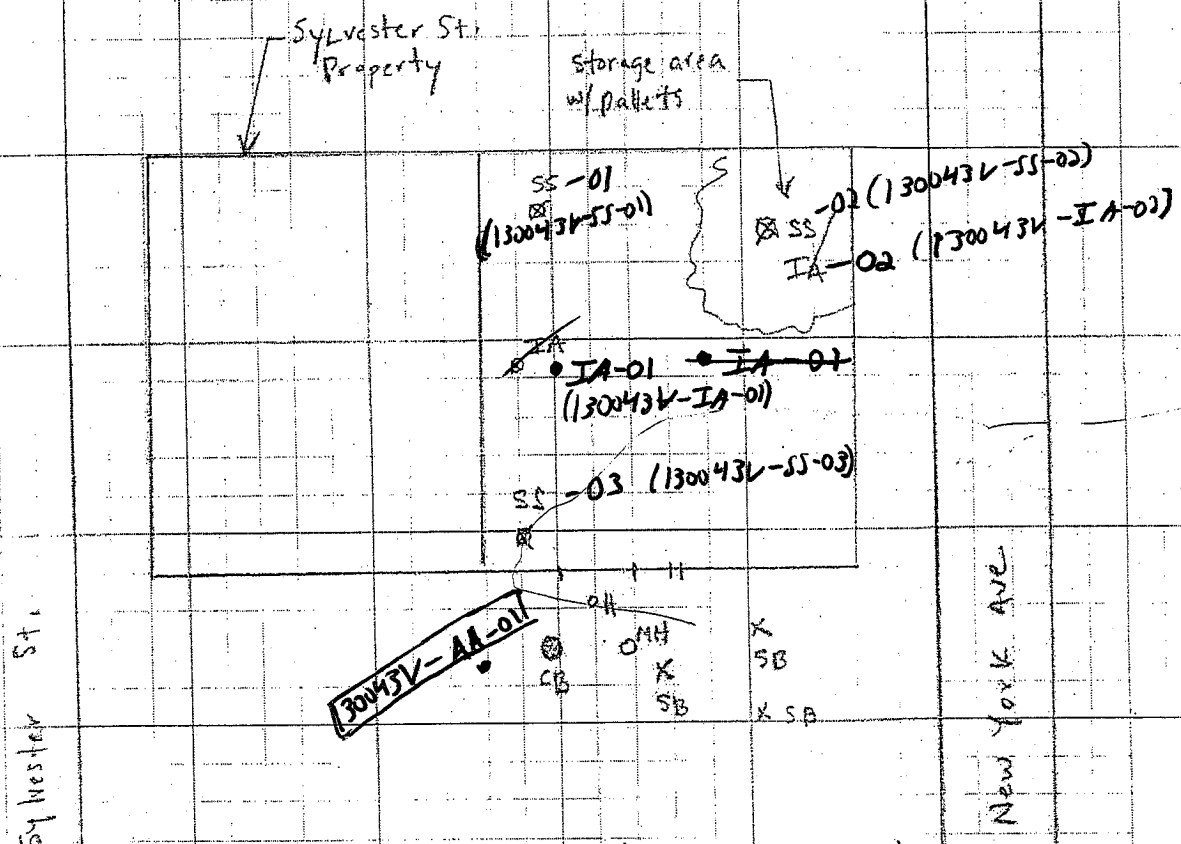 Sylvester St.
Property
Storage area
w/ pallets
SS-01
(130043V-SS-01)
SS-02 (130043V-SS-02)
IA-02 (130043V-IA-02)
IA
IA-01
IA-01
(130043V-IA-01)
SS-03 (130043V-SS-03)
130043V-AA-01
MH
CB
SB
SB
SB
Sylvester St.
New York Ave